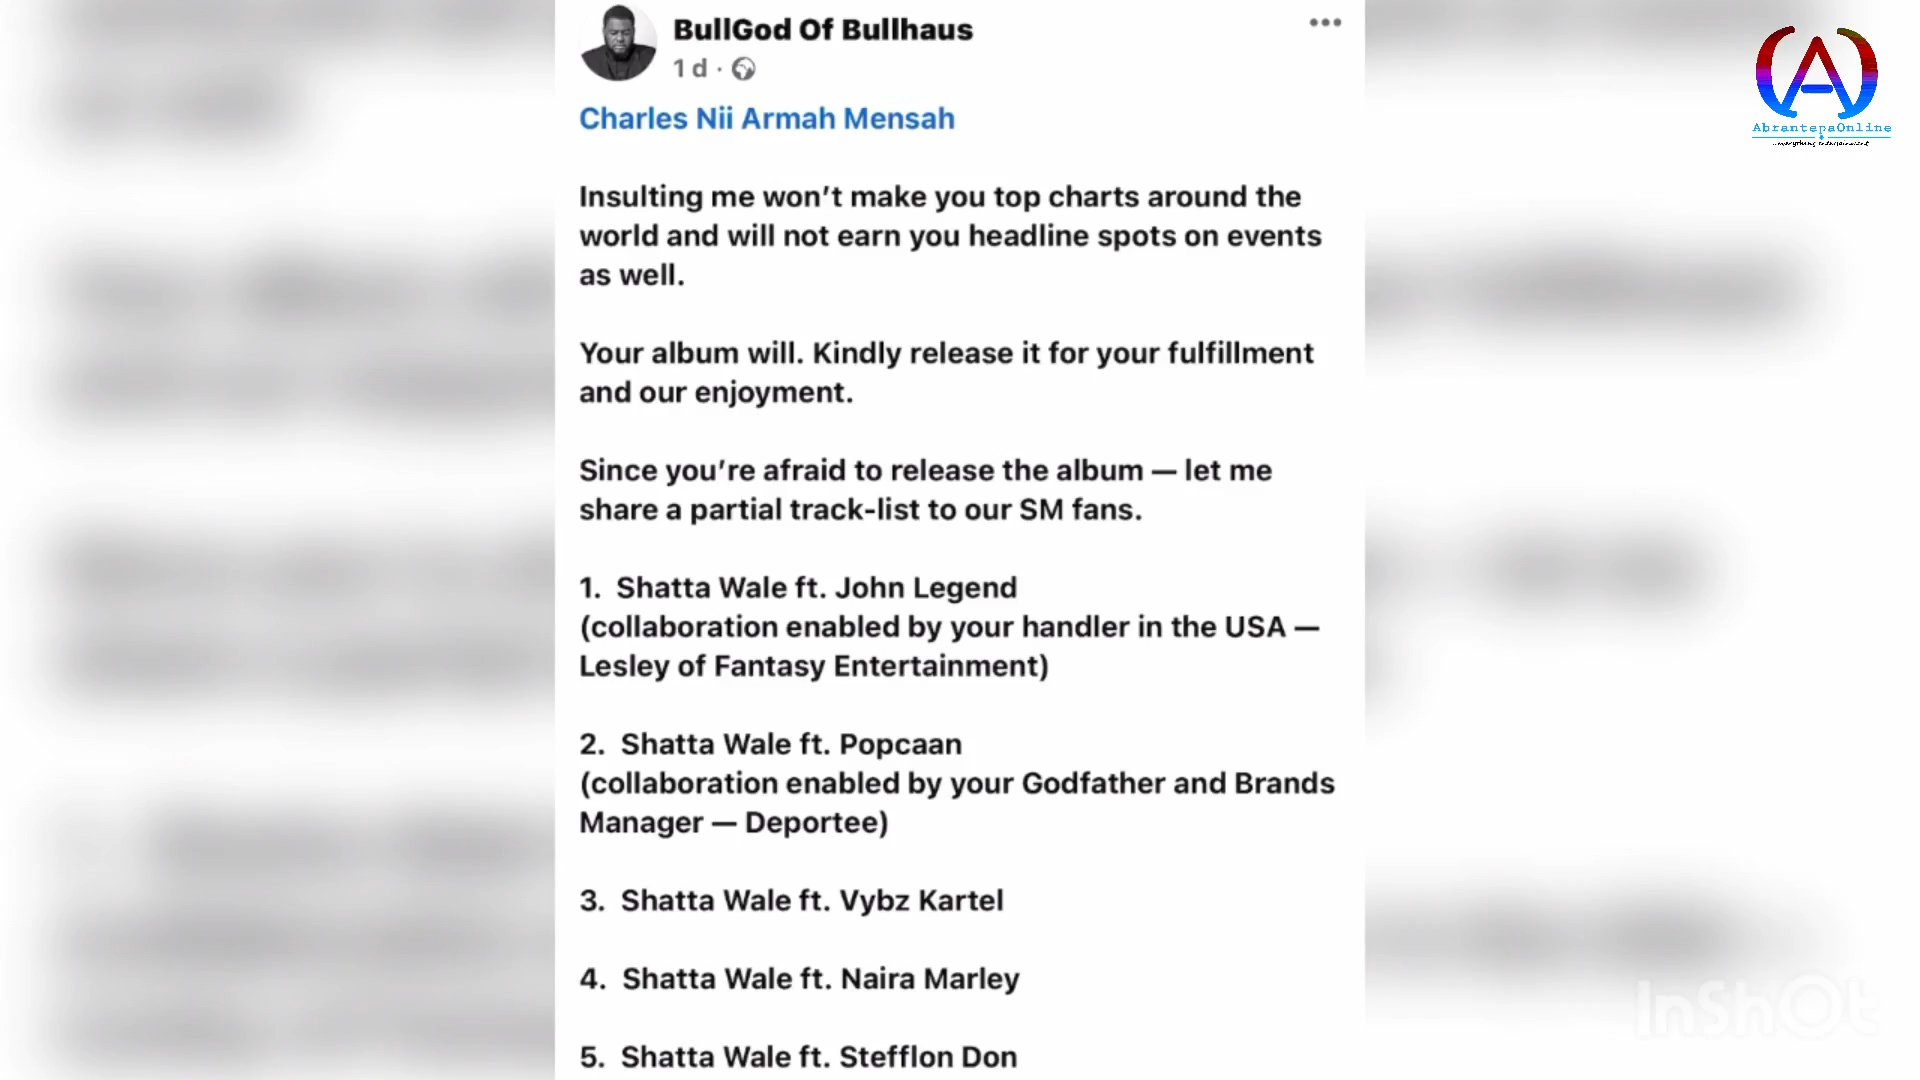 BullGod Of Bullhaus
1 d ·
Charles Nii Armah Mensah
Insulting me won’t make you top charts around the
world and will not earn you headline spots on events
as well.
Your album will. Kindly release it for your fulfillment
and our enjoyment.
Since you’re afraid to release the album — let me
share a partial track-list to our SM fans.
1. Shatta Wale ft. John Legend
(collaboration enabled by your handler in the USA —
Lesley of Fantasy Entertainment)
2. Shatta Wale ft. Popcaan
(collaboration enabled by your Godfather and Brands
Manager — Deportee)
3. Shatta Wale ft. Vybz Kartel
4. Shatta Wale ft. Naira Marley
5. Shatta Wale ft. Stefflon Don
(A)
AbrantepaOnline
...everything entertainment
InShOt